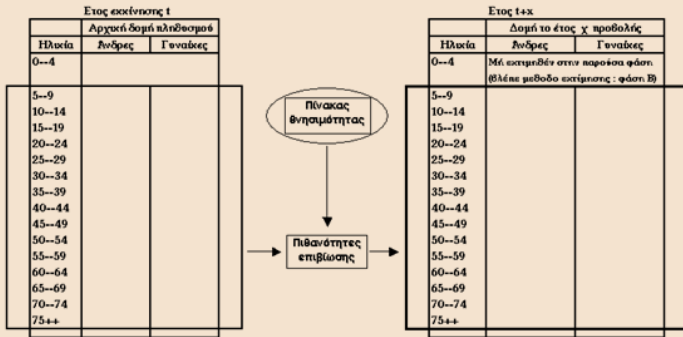 Ετος εκκίνησης t
Αρχική δομή πληθυσμού
Ηλικία Άνδρες Γυναίκες
0--4
5--9
10--14
15--19
20--24
25--29
30--34
35--39
40--44
45--49
50--54
55--59
60--64
65--69
70--74
75++
Πίνακας
θνησιμότητας
Πιθανότητες
επιβίωσης
Ετος t+x
Δομή το έτος χ προβολής
Ηλικία Άνδρες Γυναίκες
0--4 Μή εκτιμηθέν στην παρούσα φάση
(βλέπε μεθοδο εκτίμησης : φάση Β)
5--9
10--14
15--19
20--24
25--29
30--34
35--39
40--44
45--49
50--54
55--59
60--64
65--69
70--74
75++